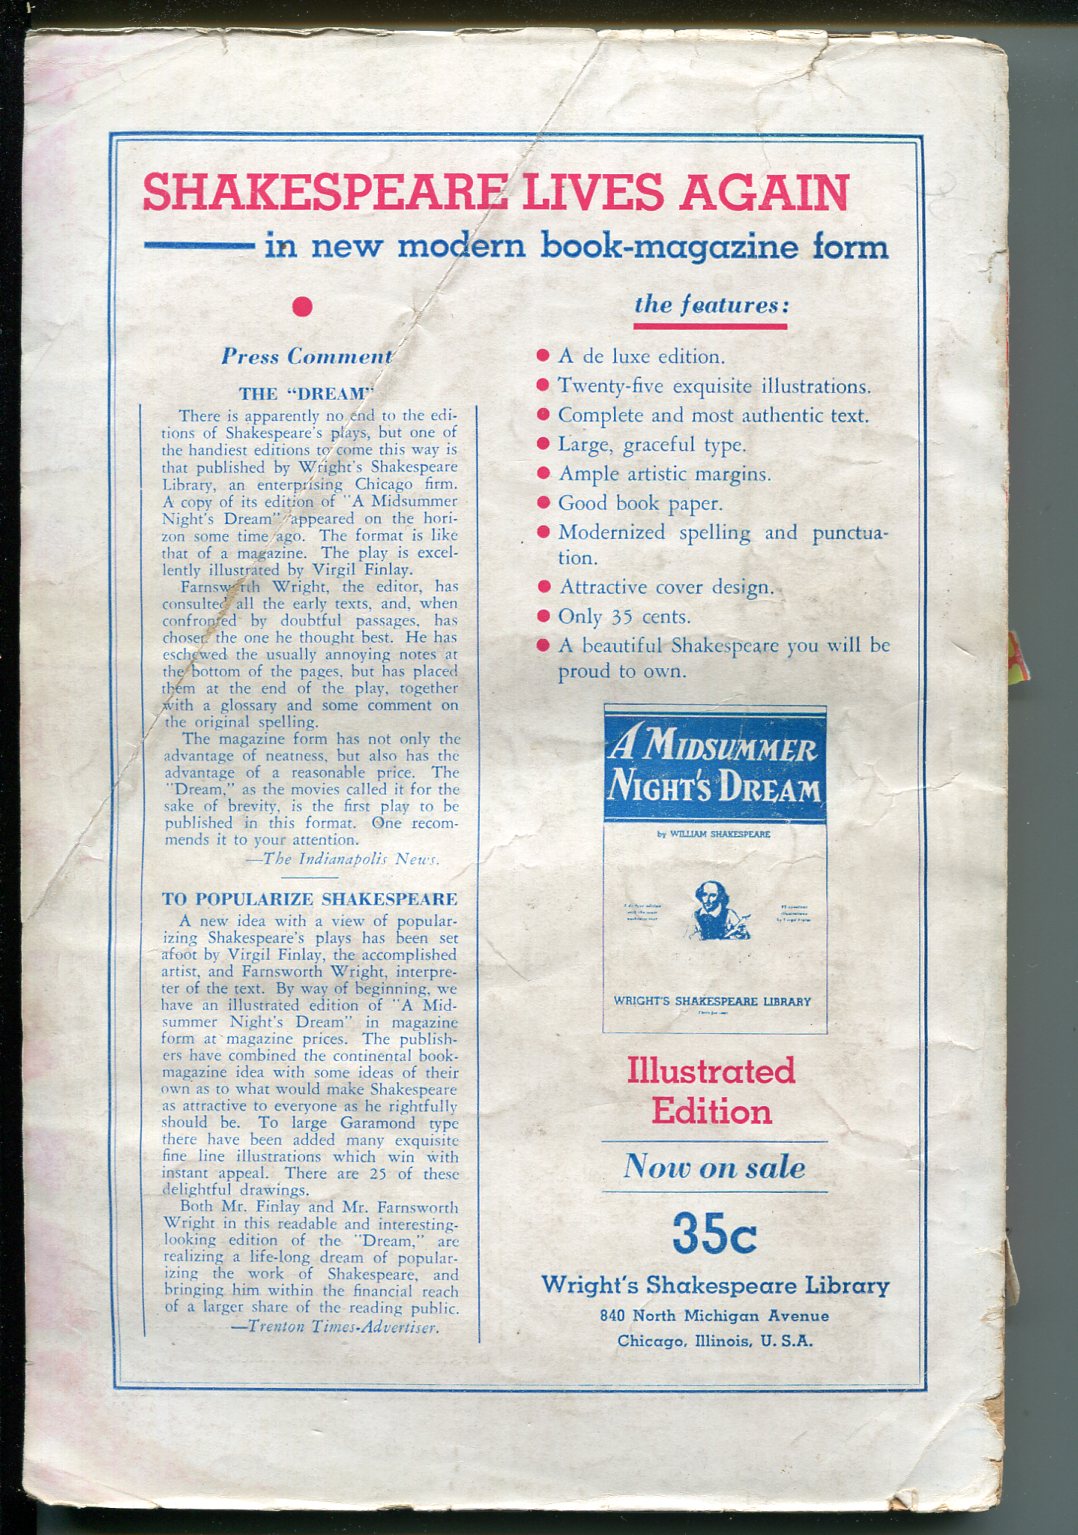 SHAKESPEARE LIVES AGAIN
in new modern book-magazine form
Press Comment
THE "DREAM"
There is apparently no end to the edi-
tions of Shakespeare's plays, but one of
the handiest editions to come this way is
that published by Wright's Shakespeare
Library, an enterprising Chicago firm.
A copy of its edition of "A Midsummer
Night's Dream" appeared on the hori-
zon some time ago. The format is like
that of a magazine. The play is excel-
lently illustrated by Virgil Finlay.
Farnsworth Wright, the editor, has
consulted all the early texts, and, when
confronted by doubtful passages, has
chosen the one he thought best. He has
eschewed the usually annoying notes at
the bottom of the pages, but has placed
them at the end of the play, together
with a glossary and some comment on
the original spelling.
The magazine form has not only the
advantage of neatness, but also has the
advantage of a reasonable price. The
"Dream," as the movies called it for the
sake of brevity, is the first play to be
published in this format. One recom-
mends it to your attention.
—The Indianapolis News.
TO POPULARIZE SHAKESPEARE
A new idea with a view of popular-
izing Shakespeare's plays has been set
afoot by Virgil Finlay, the accomplished
artist, and Farnsworth Wright, interpre-
ter of the text. By way of beginning, we
have an illustrated edition of "A Mid-
summer Night's Dream" in magazine
form at magazine prices. The publish-
ers have combined the continental book-
magazine idea with some ideas of their
own as to what would make Shakespeare
as attractive to everyone as he rightfully
should be. To large Garamond type
there have been added many exquisite
fine line illustrations which win with
instant appeal. There are 25 of these
delightful drawings.
Both Mr. Finlay and Mr. Farnsworth
Wright in this readable and interesting-
looking edition of the "Dream," are
realizing a life-long dream of popular-
izing the work of Shakespeare, and
bringing him within the financial reach
of a larger share of the reading public.
—Trenton Times-Advertiser.
the features:
A de luxe edition.
Twenty-five exquisite illustrations.
Complete and most authentic text.
Large, graceful type.
Ample artistic margins.
Good book paper.
Modernized spelling and punctua-
tion.
Attractive cover design.
Only 35 cents.
A beautiful Shakespeare you will be
proud to own.
A MIDSUMMER
NIGHT'S DREAM
by WILLIAM SHAKESPEARE
WRIGHT'S SHAKESPEARE LIBRARY
Illustrated
Edition
Now on sale
35c
Wright's Shakespeare Library
840 North Michigan Avenue
Chicago, Illinois, U. S. A.